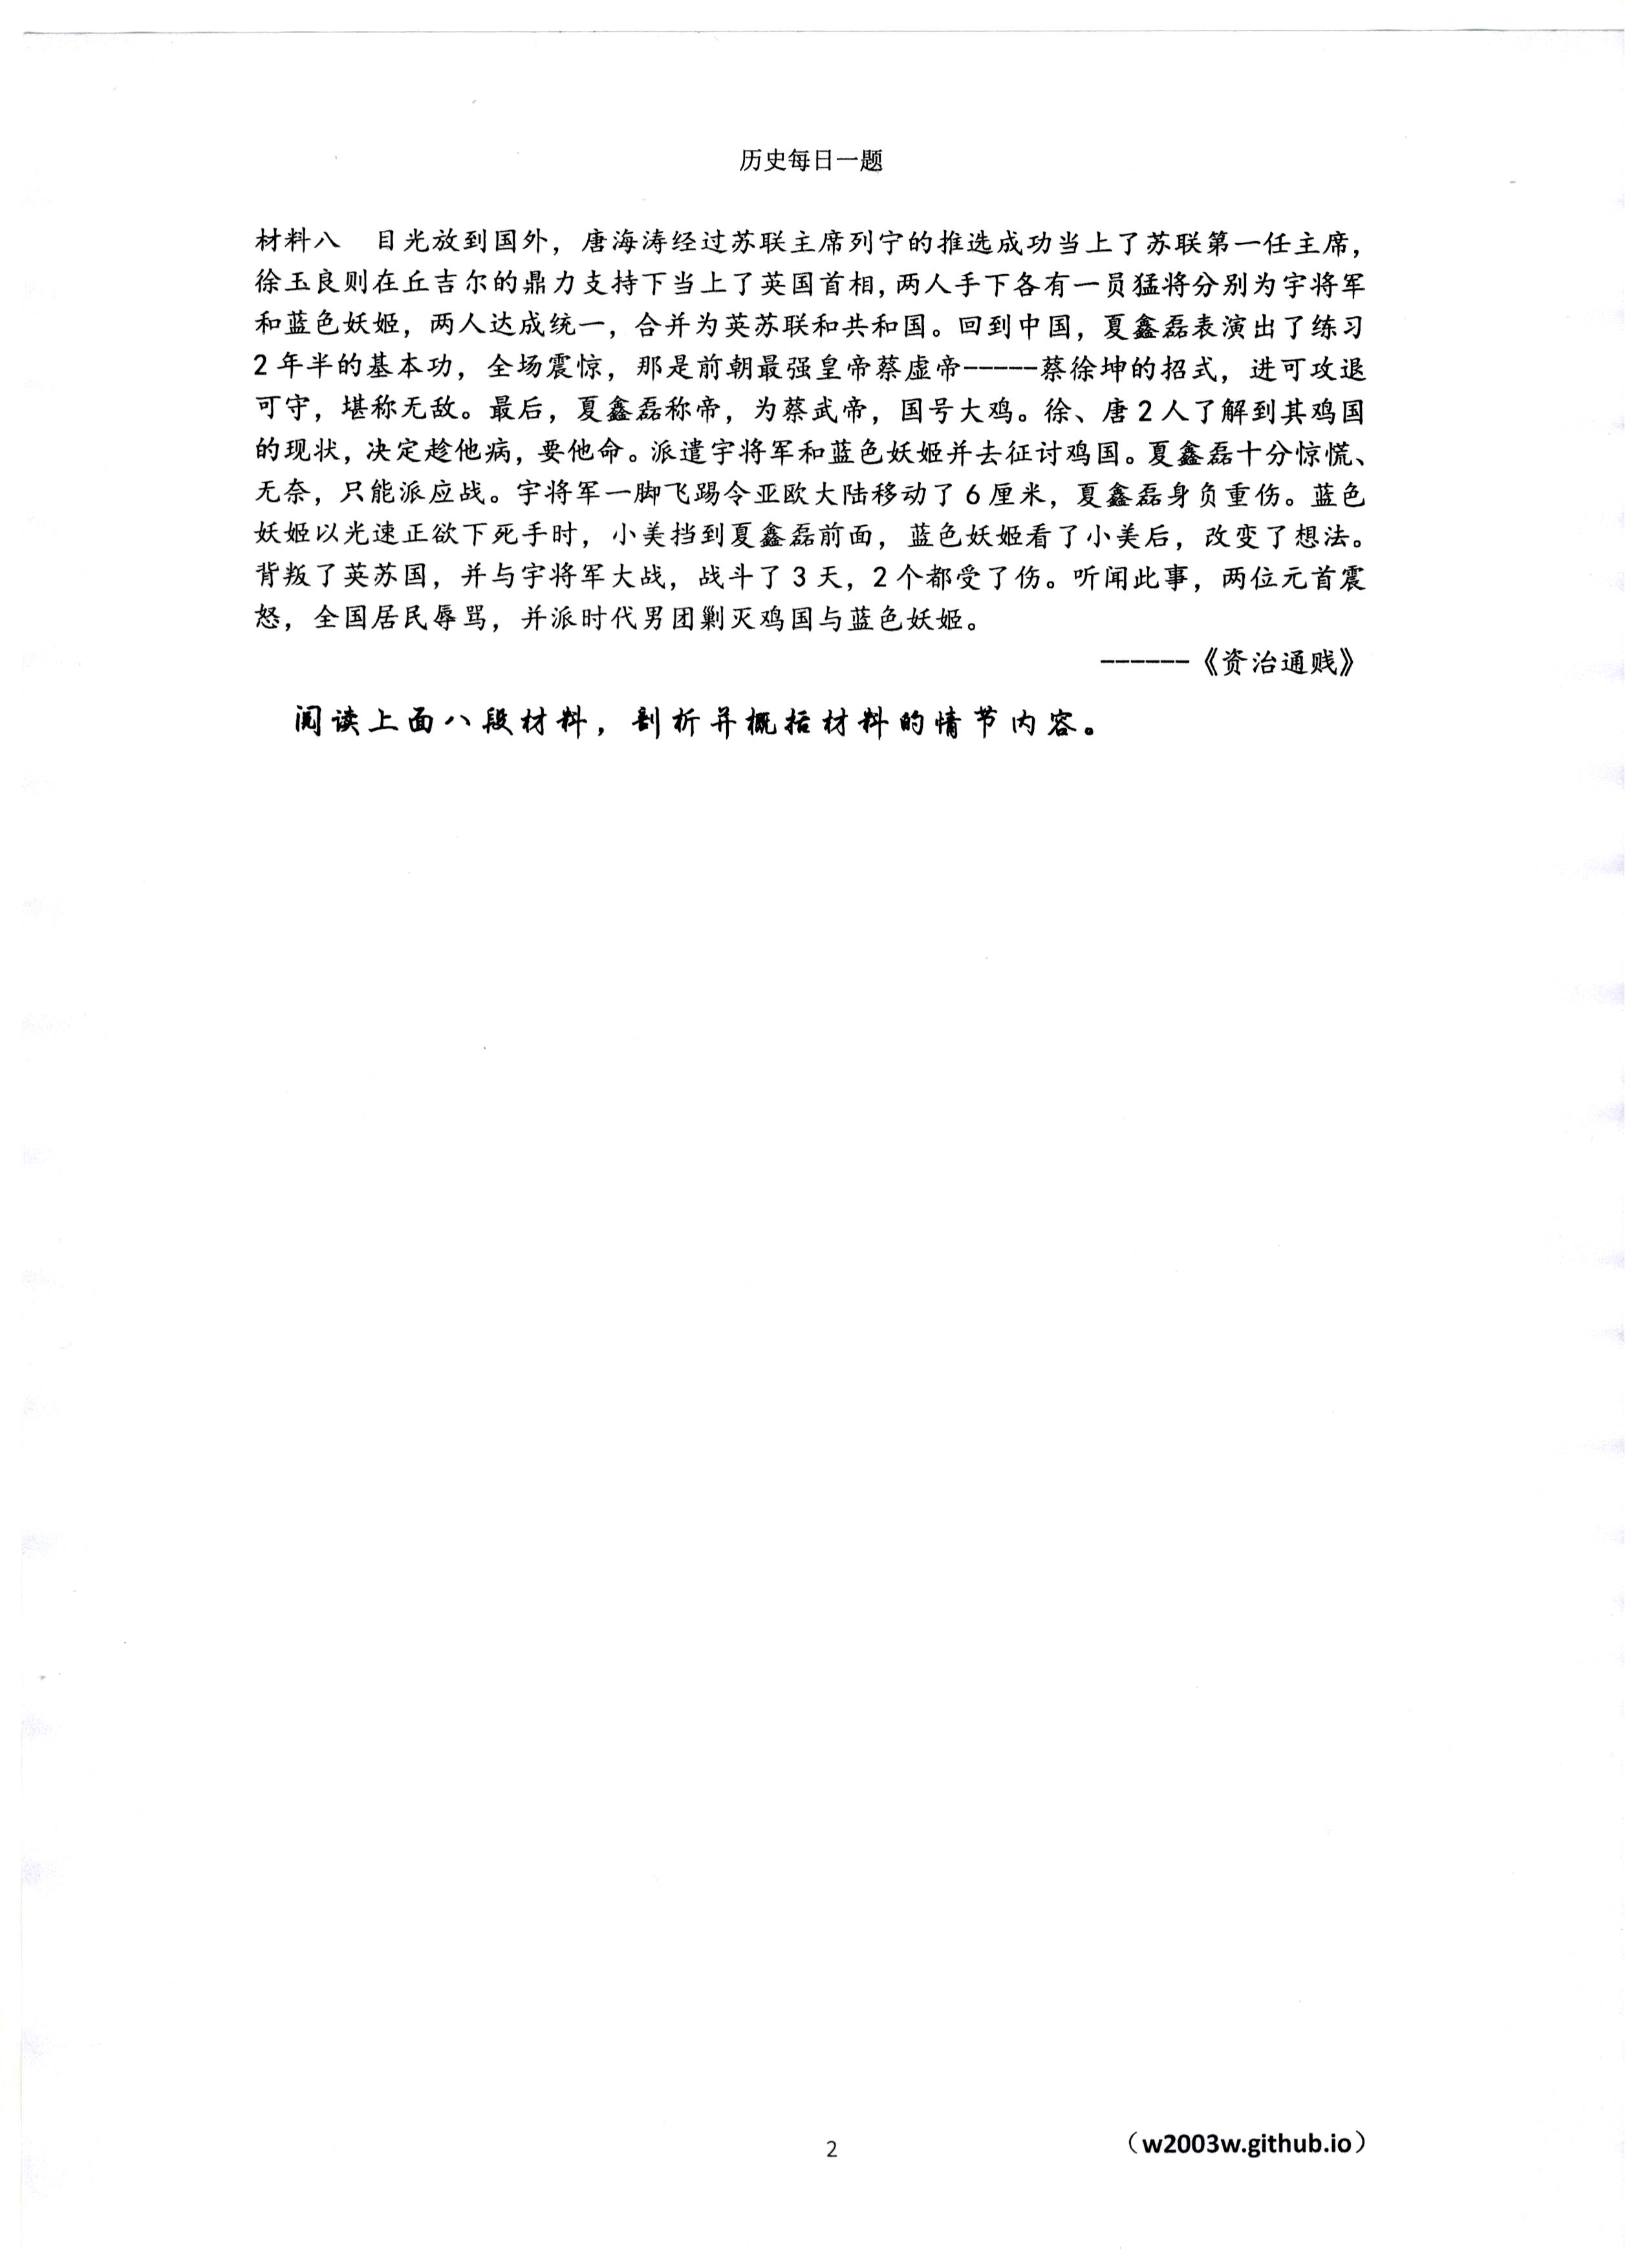 历史每日一题
材料八　目光放到国外，唐海涛经过苏联主席列宁的推选成功当上了苏联第一任主席，
徐玉良则在丘吉尔的鼎力支持下当上了英国首相，两人手下各有一员猛将分别为宇将军
和蓝色妖姬，两人达成统一，合并为英苏联和共和国。回到中国，夏鑫磊表演出了练习
2年半的基本功，全场震惊，那是前朝最强皇帝蔡虚帝-----蔡徐坤的招式，进可攻退
可守，堪称无敌。最后，夏鑫磊称帝，为蔡武帝，国号大鸡。徐、唐2人了解到其鸡国
的现状，决定趁他病，要他命。派遣宇将军和蓝色妖姬并去征讨鸡国。夏鑫磊十分惊慌、
无奈，只能派应战。宇将军一脚飞踢令亚欧大陆移动了6厘米，夏鑫磊身负重伤。蓝色
妖姬以光速正欲下死手时，小美挡到夏鑫磊前面，蓝色妖姬看了小美后，改变了想法。
背叛了英苏国，并与宇将军大战，战斗了3天，2个都受了伤。听闻此事，两位元首震
怒，全国居民辱骂，并派时代男团剿灭鸡国与蓝色妖姬。
------《资治通贱》
阅读上面八段材料，剖析并概括材料的情节内容。
2
（w2003w.github.io）